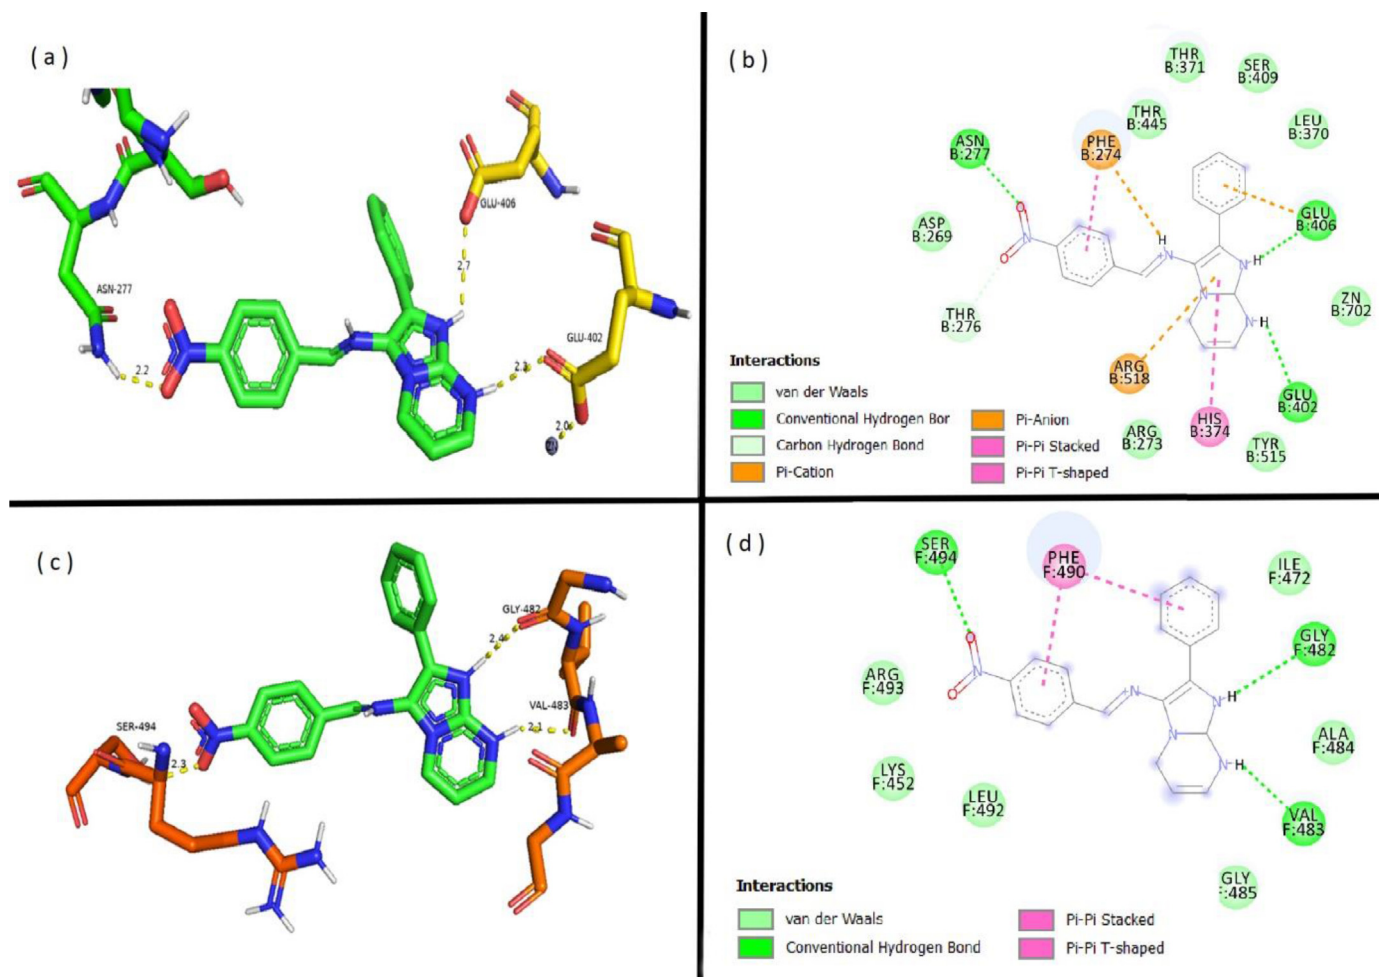 ( a )
GLU-406
2.7
ASN-277
GLU-402
2.2
2.3
2.0
( b )
THR
B:371
SER
B:409
THR
B:445
LEU
B:370
ASN
B:277
PHE
B:274
GLU
B:406
ASP
B:269
O
N
O
H
N
+
N
H
N
N
H
ZN
B:702
THR
B:276
ARG
B:518
GLU
B:402
HIS
B:374
ARG
B:273
TYR
B:515
Interactions
van der Waals
Conventional Hydrogen Bor
Carbon Hydrogen Bond
Pi-Cation
Pi-Anion
Pi-Pi Stacked
Pi-Pi T-shaped
( c )
GLY-482
2.4
VAL-483
SER-494
2.1
2.3
( d )
SER
F:494
PHE
F:490
ILE
F:472
GLY
F:482
O
N
O
ARG
F:493
+
N
N
H
N
N
H
ALA
F:484
LYS
F:452
LEU
F:492
VAL
F:483
GLY
F:485
Interactions
van der Waals
Conventional Hydrogen Bond
Pi-Pi Stacked
Pi-Pi T-shaped